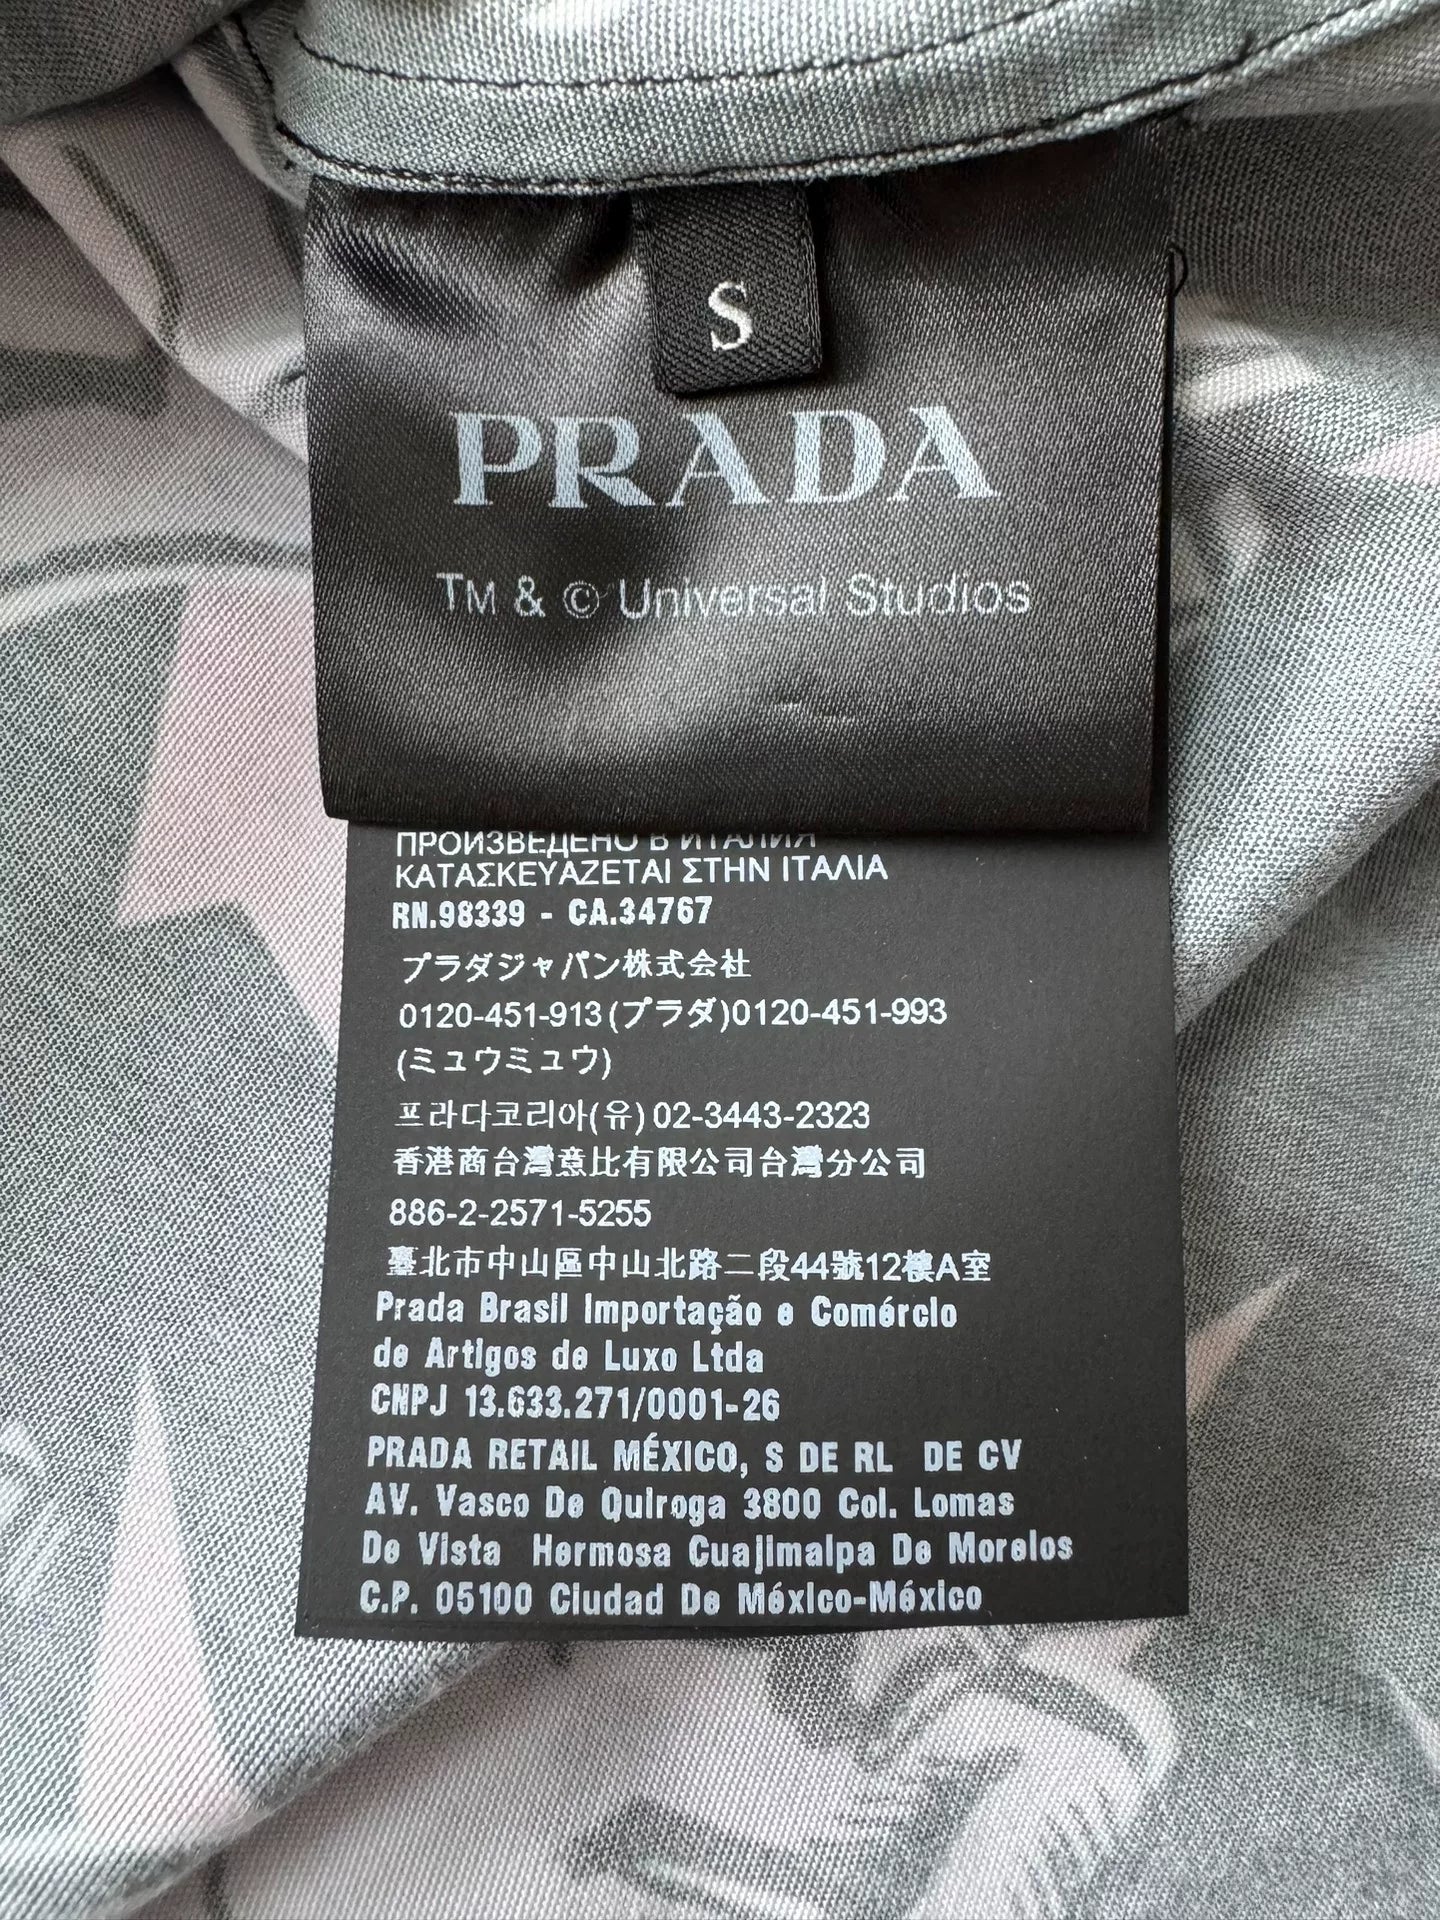 S
PRADA
TM & © Universal Studios
ПРОИЗВЕДЕНО В ИТАЛИЯ
ΚΑΤΑΣΚΕΥΑΖΕΤΑΙ ΣΤΗΝ ΙΤΑΛΙΑ
RN.98339 - CA.34767
プラダジャパン株式会社
0120-451-913(プラダ)0120-451-993
(ミュウミュウ)
프라다코리아(유) 02-3443-2323
香港商台灣意比有限公司台灣分公司
886-2-2571-5255
臺北市中山區中山北路二段44號12樓A室
Prada Brasil Importação e Comércio
de Artigos de Luxo Ltda
CNPJ 13.633.271/0001-26
PRADA RETAIL MÉXICO, S DE RL DE CV
AV. Vasco De Quiroga 3800 Col. Lomas
De Vista Hermosa Cuajimalpa De Morelos
C.P. 05100 Ciudad De México-México